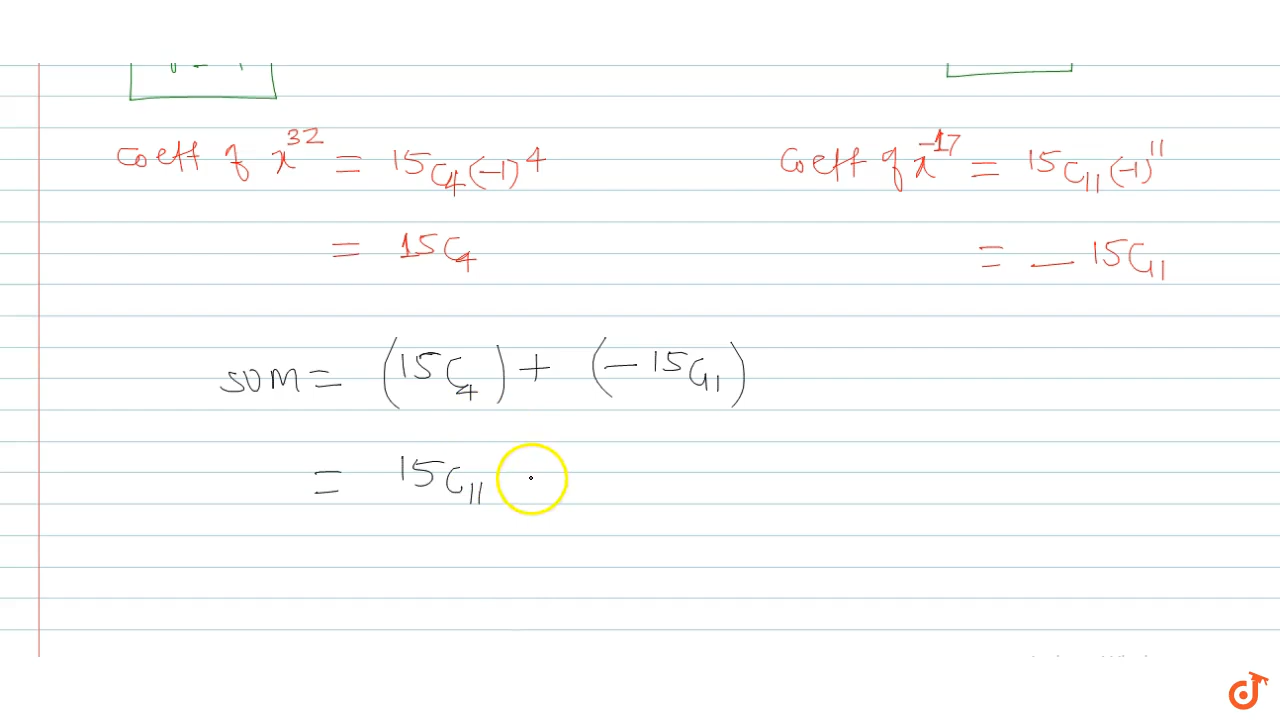 coeff of x^32 = 15C4 (-1)^4
coeff of x^-17 = 15C11 (-1)^11
= 15C4
= - 15C11
SUM = (15C4) + (-15C11)
= 15C11